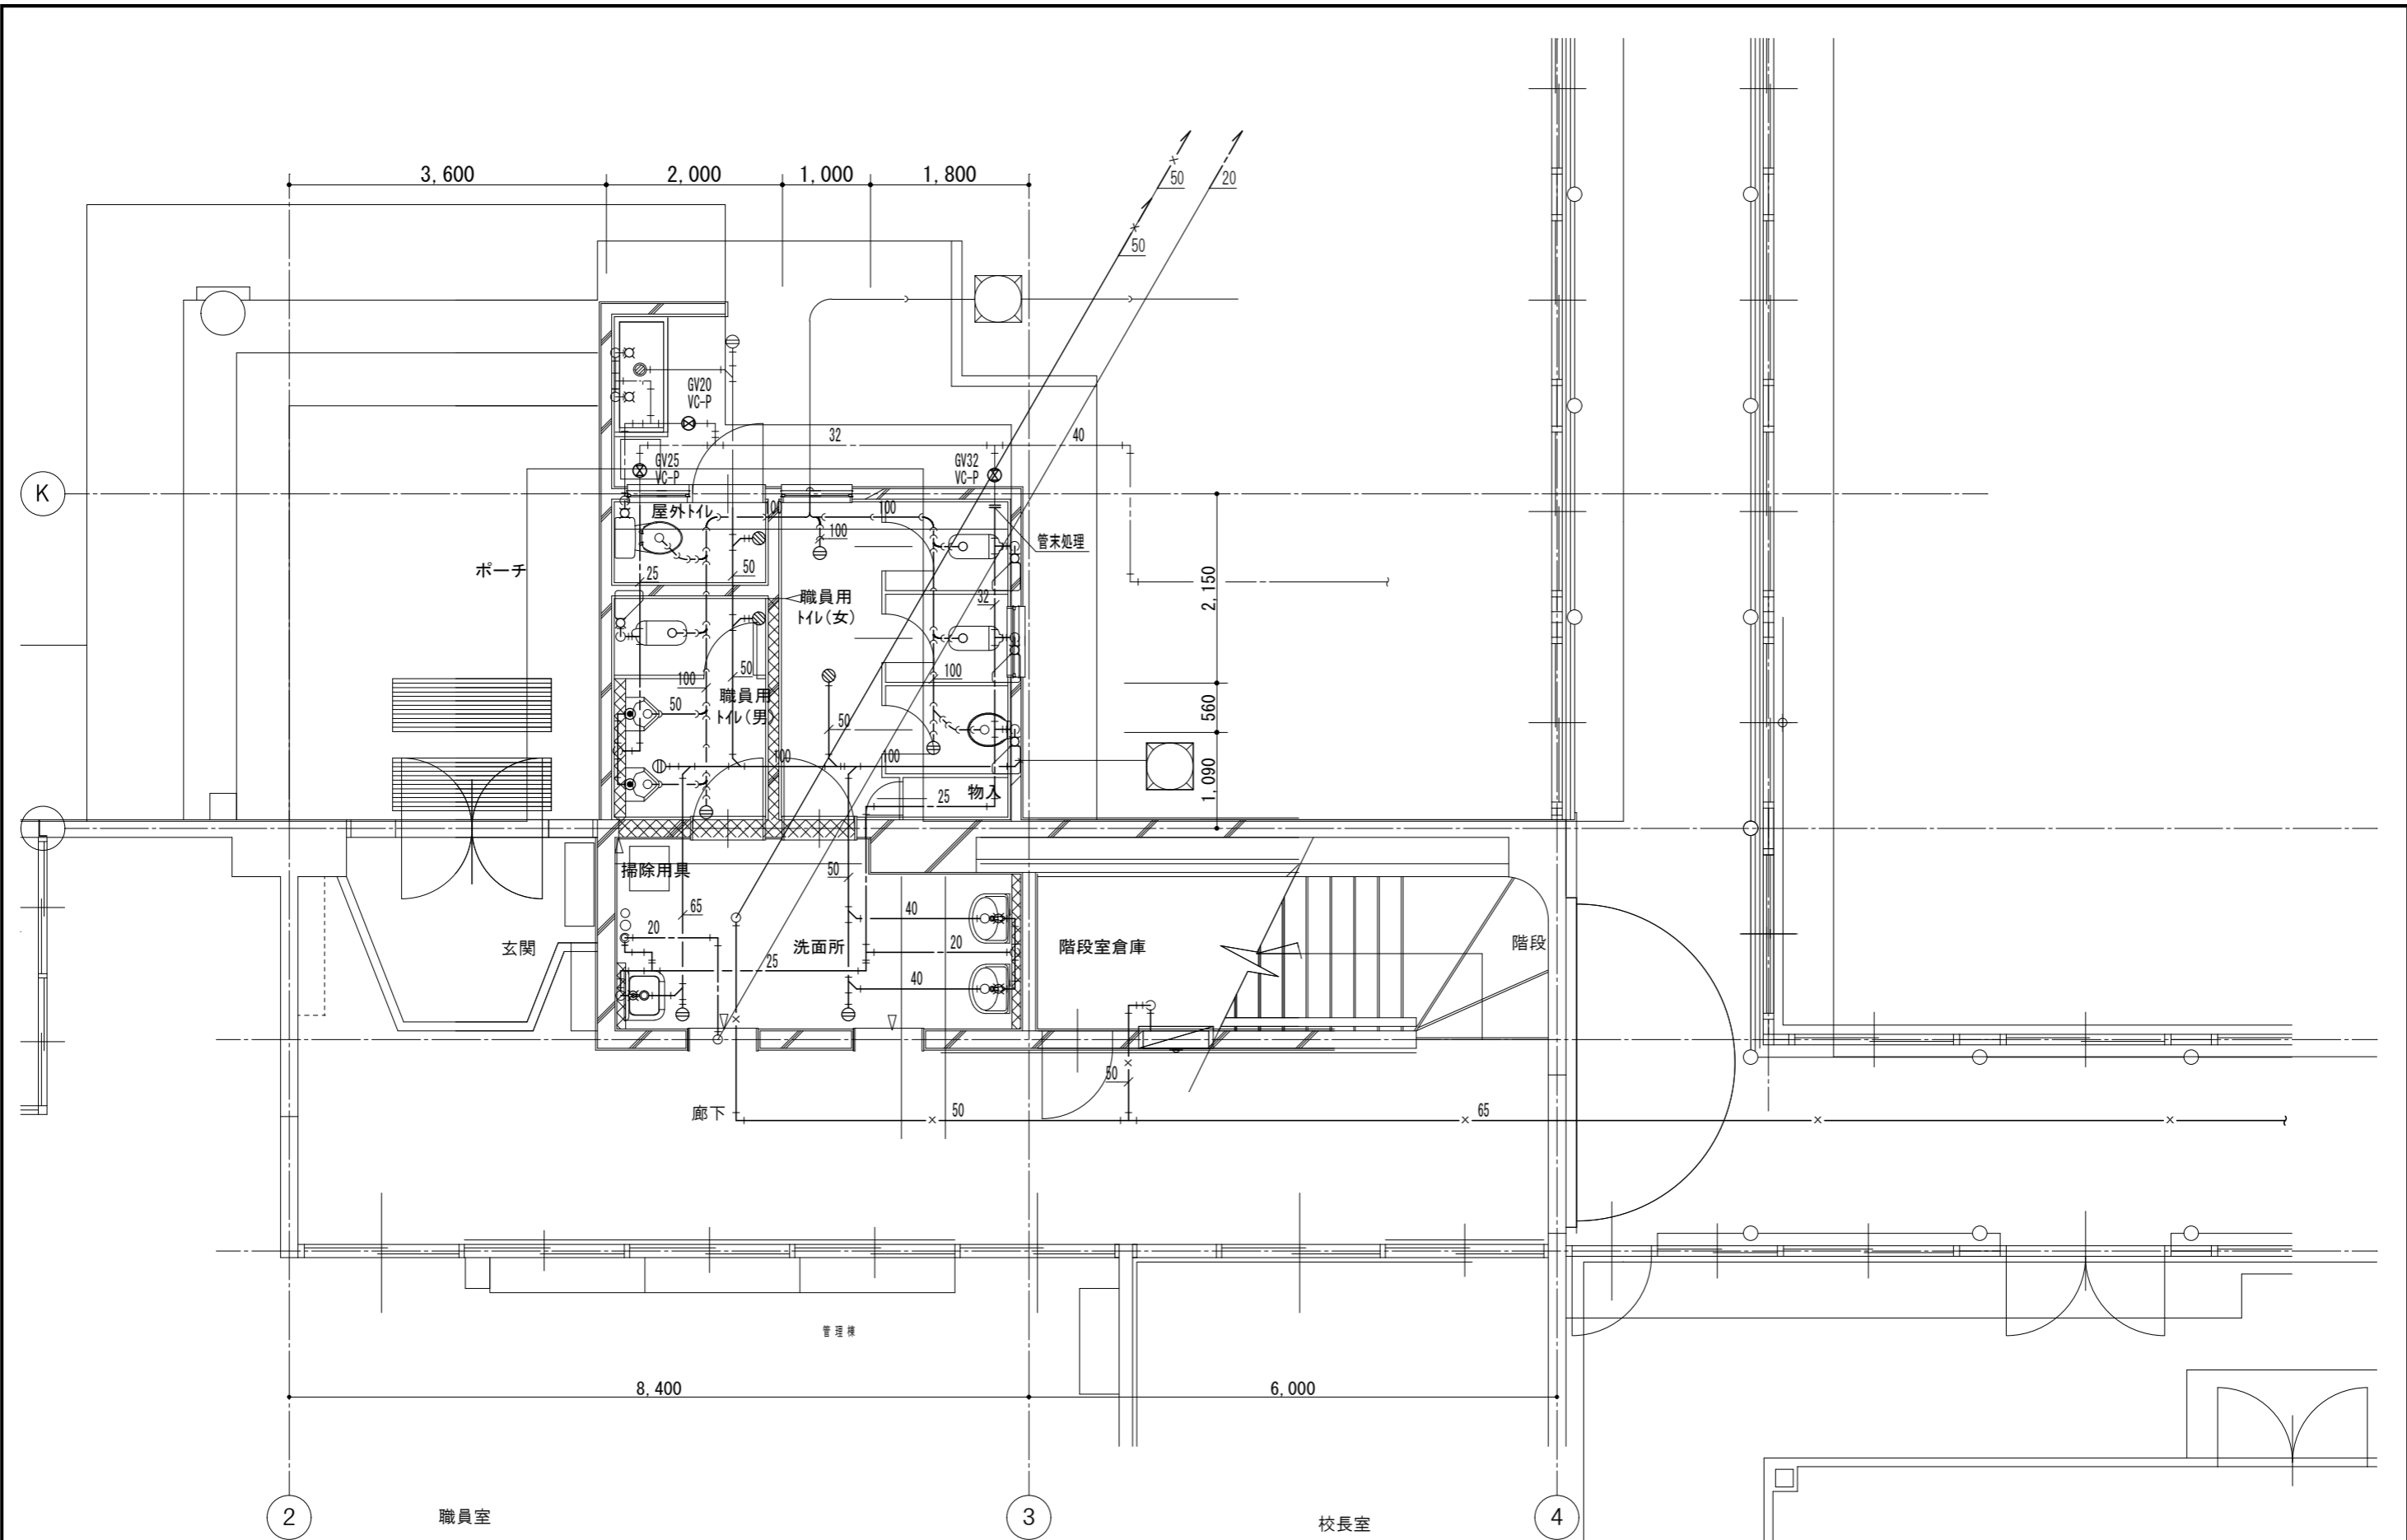 3,600
2,000
1,000
1,800
50
20
50
GV20
VC-P
32
40
GV25
VC-P
GV32
VC-P
K
屋外トイレ
100
100
100
管末処理
ポーチ
25
50
2,150
職員用
トイレ(女)
32
50
100
100
職員用
トイレ(男)
560
50
50
100
100
1,090
物入
25
L
掃除用具
50
65
40
20
玄関
洗面所
20
階段室倉庫
階段
25
40
50
廊下
50
65
管理棟
8,400
6,000
2
職員室
3
校長室
4